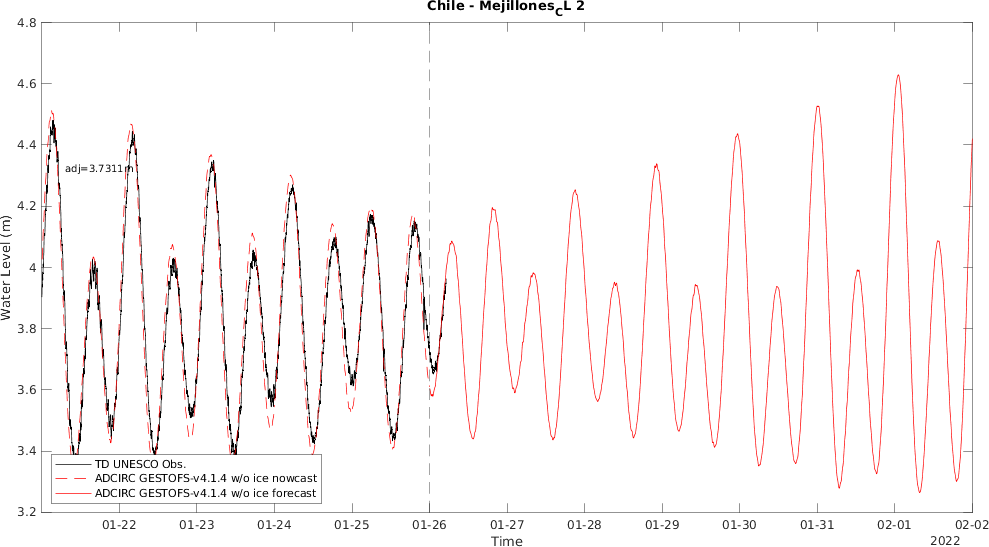 Chile - Mejillones_CL 2
4.8
4.6
4.4
4.2
4
3.8
3.6
3.4
3.2
Water Level (m)
adj=3.7311m
TD UNESCO Obs.
ADCIRC GESTOFS-v4.1.4 w/o ice nowcast
ADCIRC GESTOFS-v4.1.4 w/o ice forecast
01-22 01-23 01-24 01-25 01-26 01-27 01-28 01-29 01-30 01-31 02-01 02-02
Time
2022